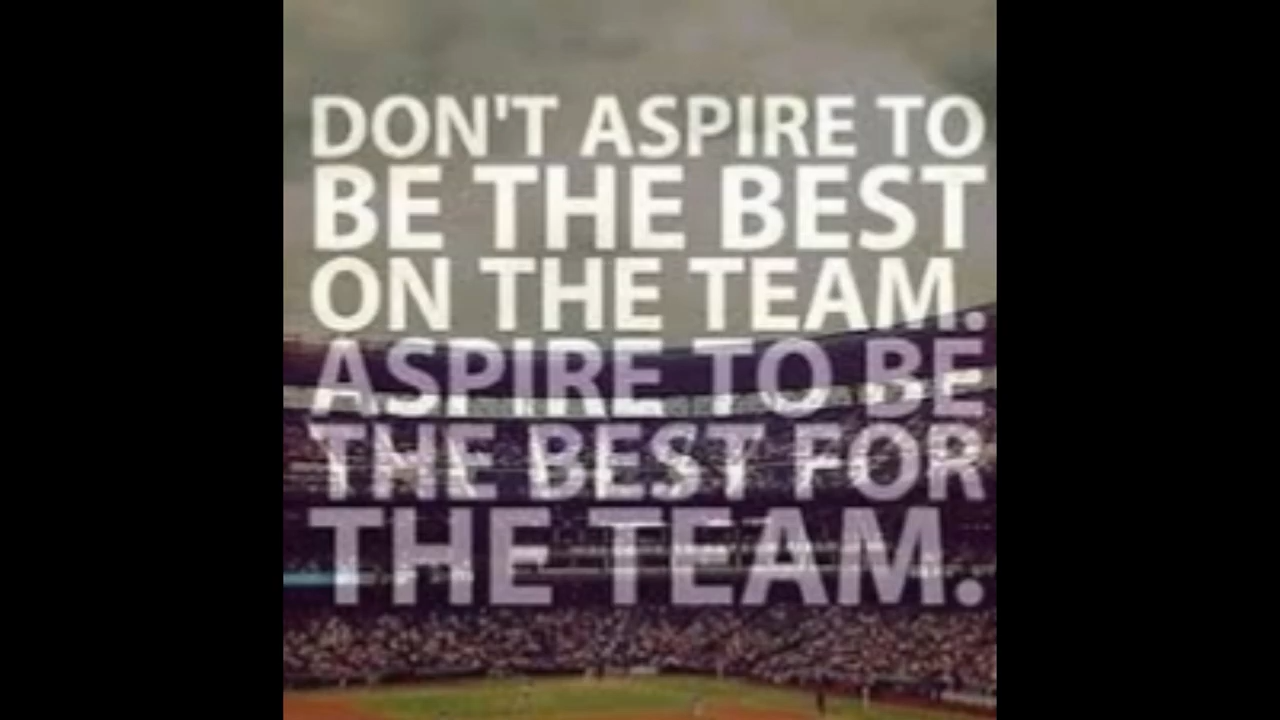 DON'T ASPIRE TO
BE THE BEST
ON THE TEAM.
ASPIRE TO BE
THE BEST FOR
THE TEAM.